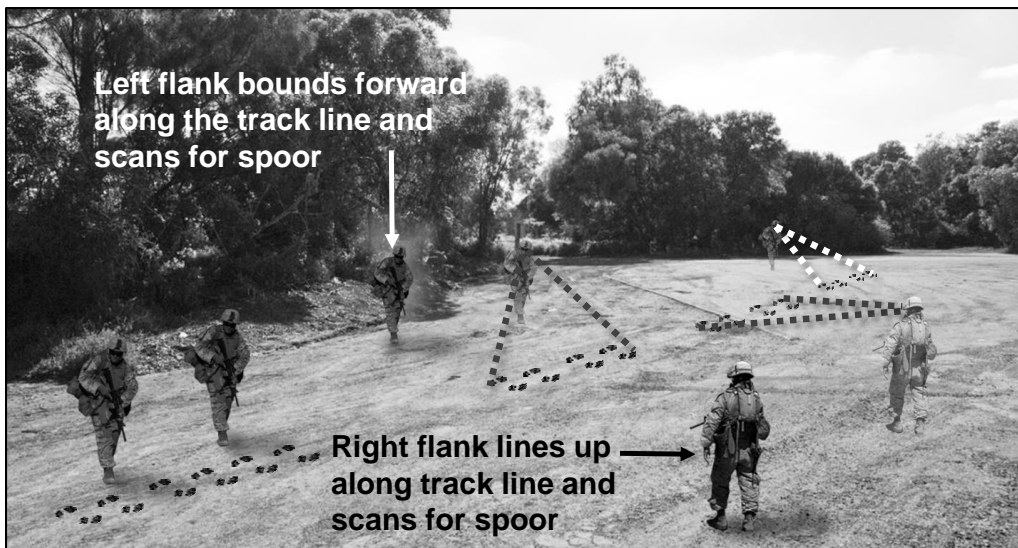 Left flank bounds forward
along the track line and
scans for spoor
Right flank lines up
along track line and
scans for spoor